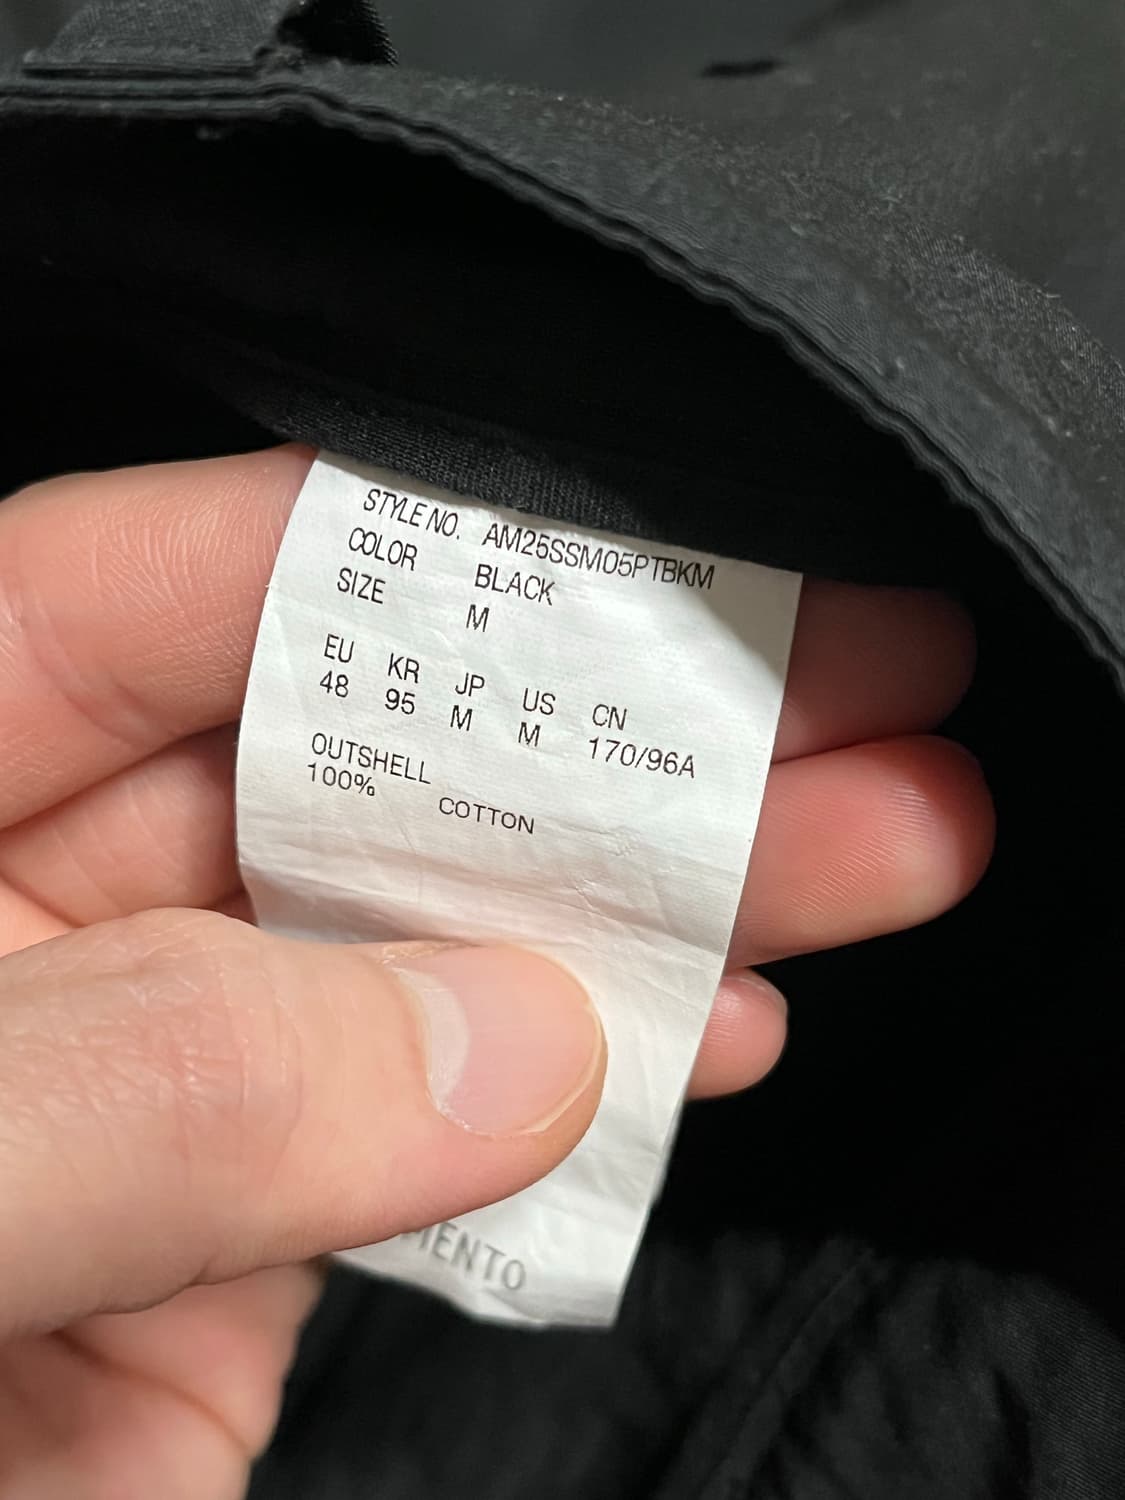 STYLE NO. AM25SSM05PTBKM
COLOR BLACK
SIZE M
EU KR JP US CN
48 95 M M 170/96A
OUTSHELL
100% COTTON